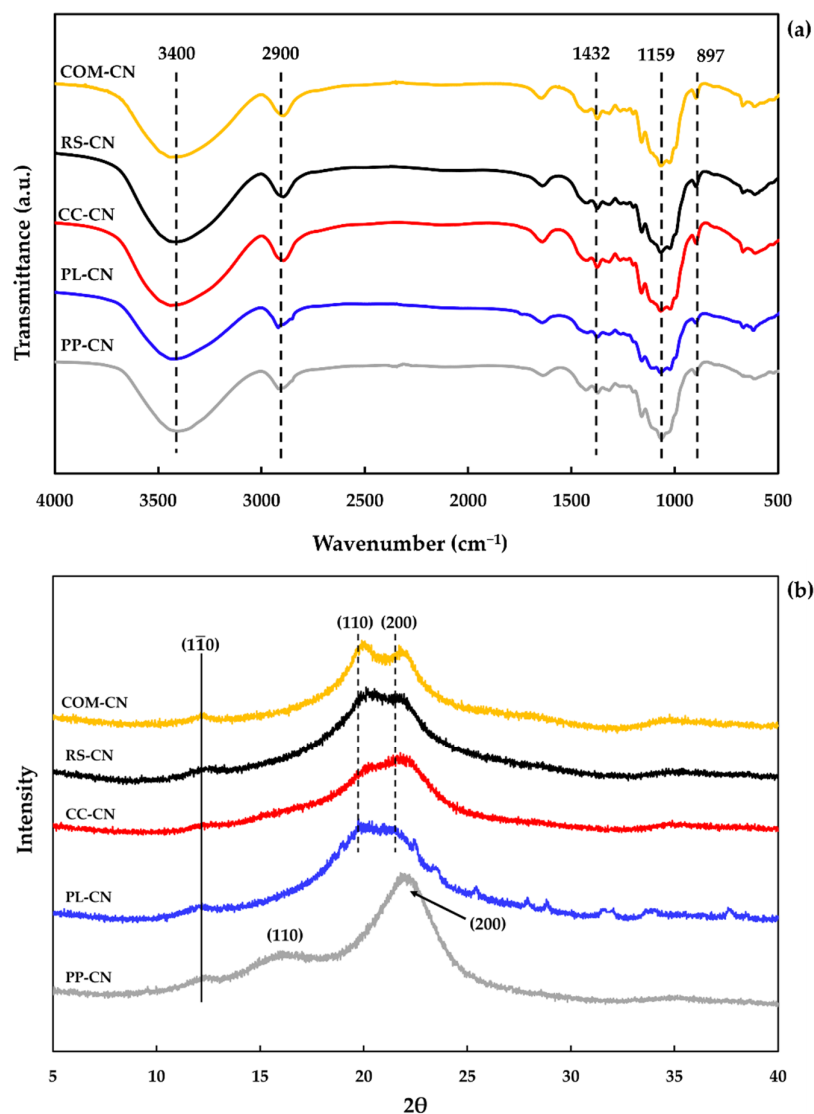 (a)
3400 2900 1432 1159 897
COM-CN
RS-CN
CC-CN
PL-CN
PP-CN
Transmittance (a.u.)
4000 3500 3000 2500 2000 1500 1000 500
Wavenumber (cm⁻¹)
(b)
(11̅0) (110) (200)
COM-CN
RS-CN
CC-CN
PL-CN
PP-CN
(110)
(200)
Intensity
5 10 15 20 25 30 35 40
2θ